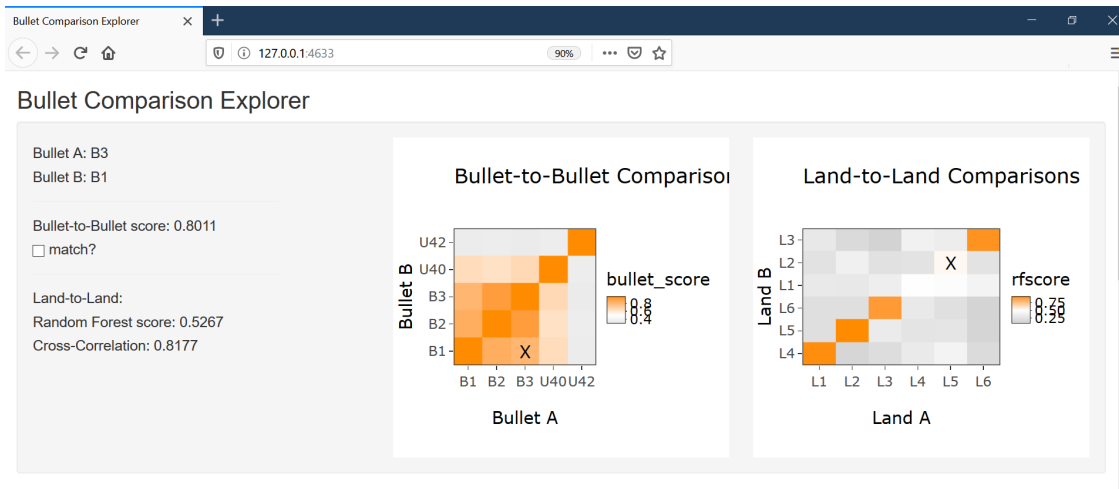 Bullet Comparison Explorer
127.0.0.1:4633
90%
Bullet Comparison Explorer
Bullet A: B3
Bullet B: B1
Bullet-to-Bullet score: 0.8011
match?
Land-to-Land:
Random Forest score: 0.5267
Cross-Correlation: 0.8177
Bullet-to-Bullet Comparison
Bullet B
U42
U40
B3
B2
B1
X
B1 B2 B3 U40 U42
Bullet A
bullet_score
0.8
0.6
0.4
Land-to-Land Comparisons
Land B
L3
L2
L1
L6
L5
L4
X
L1 L2 L3 L4 L5 L6
Land A
rfscore
0.75
0.50
0.25